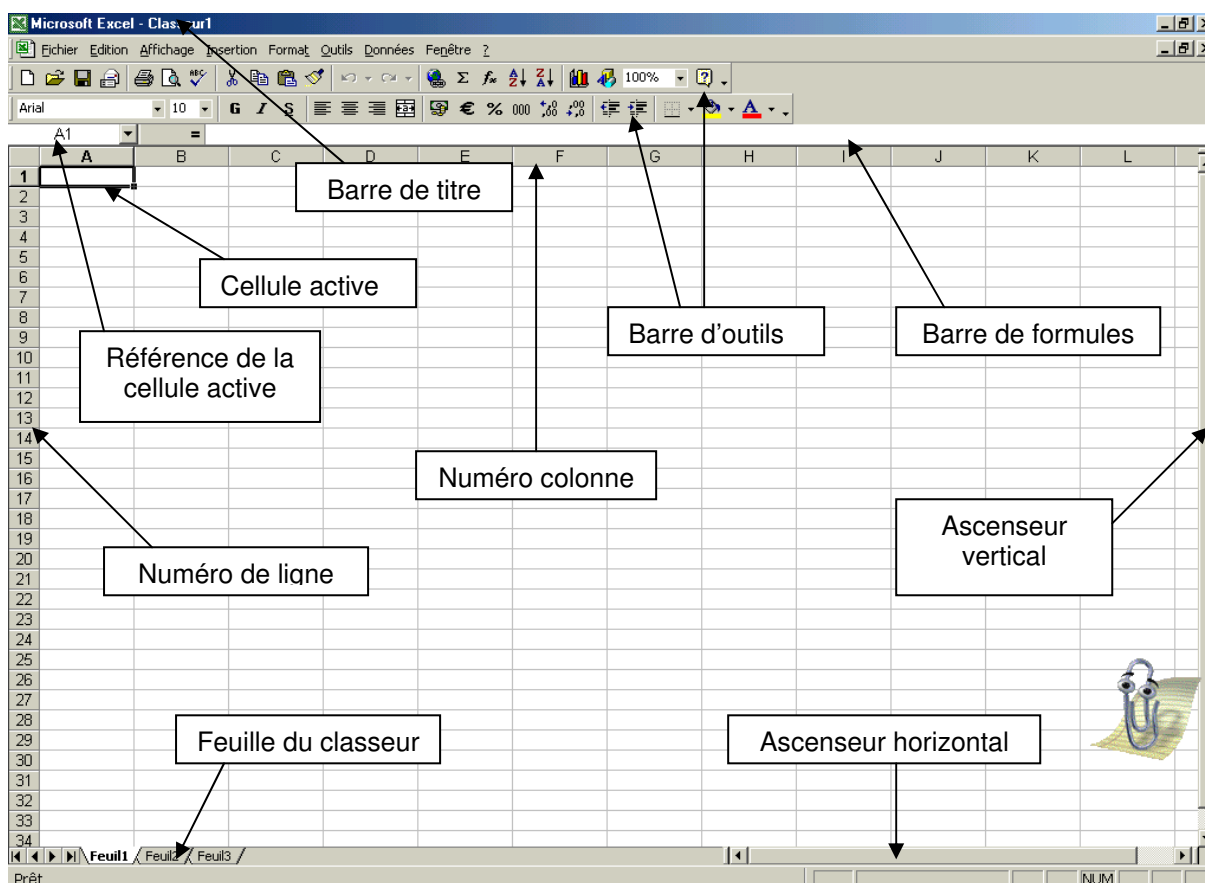 Microsoft Excel - Classeur1
Fichier Edition Affichage Insertion Format Outils Données Fenêtre ?
100%
Arial 10 G I S € % 000
A1 =
A B C D E F G H I J K L
1
Barre de titre
2
3
4
5
6
Cellule active
7
8
9
Barre d'outils Barre de formules
10
Référence de la
11
cellule active
12
13
14
15
16
Numéro colonne
17
18
Ascenseur
19
20
vertical
21
Numéro de ligne
22
23
24
25
26
27
28
29
Feuille du classeur Ascenseur horizontal
30
31
32
33
34
Feuil1 Feuil2 Feuil3
Prêt NUM